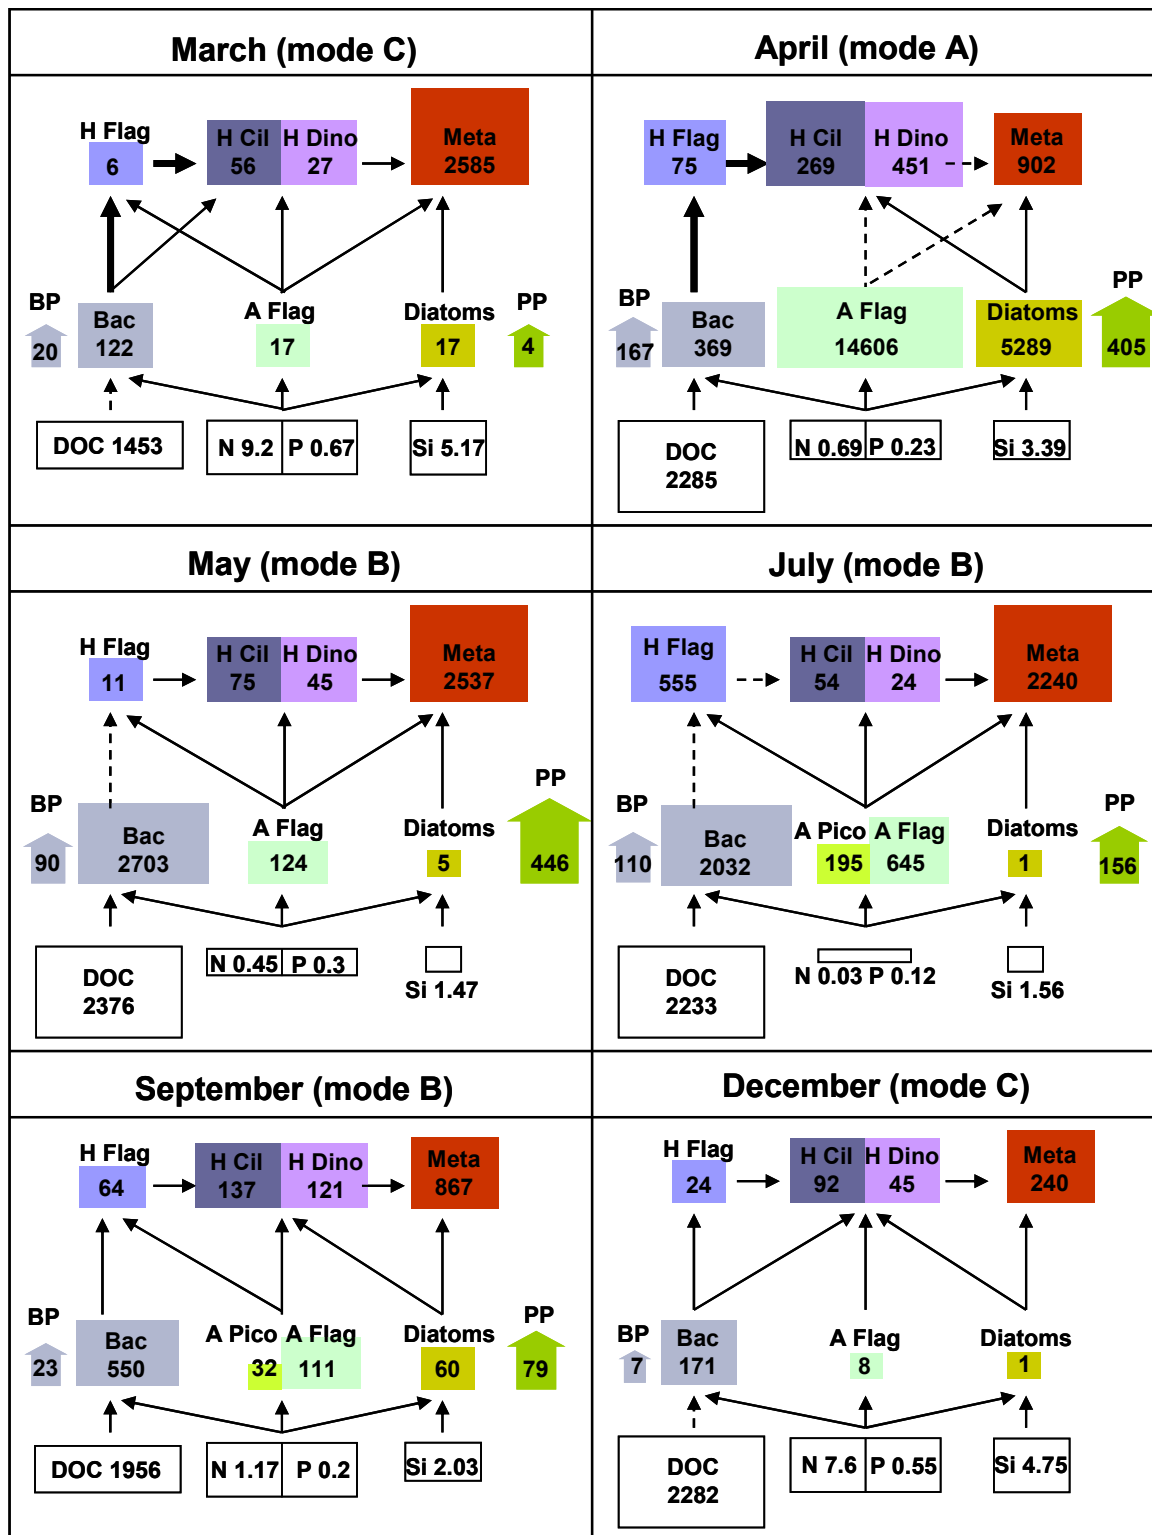 March (mode C)
H Flag
6
H Cil
56
H Dino
27
Meta
2585
BP
20
Bac
122
A Flag
17
Diatoms
17
PP
4
DOC 1453
N 9.2
P 0.67
Si 5.17
April (mode A)
H Flag
75
H Cil
269
H Dino
451
Meta
902
BP
167
Bac
369
A Flag
14606
Diatoms
5289
PP
405
DOC
2285
N 0.69
P 0.23
Si 3.39
May (mode B)
H Flag
11
H Cil
75
H Dino
45
Meta
2537
BP
90
Bac
2703
A Flag
124
Diatoms
5
PP
446
DOC
2376
N 0.45
P 0.3
Si 1.47
July (mode B)
H Flag
555
H Cil
54
H Dino
24
Meta
2240
BP
110
Bac
2032
A Pico
195
A Flag
645
Diatoms
1
PP
156
DOC
2233
N 0.03 P 0.12
Si 1.56
September (mode B)
H Flag
64
H Cil
137
H Dino
121
Meta
867
BP
23
Bac
550
A Pico
32
A Flag
111
Diatoms
60
PP
79
DOC 1956
N 1.17
P 0.2
Si 2.03
December (mode C)
H Flag
24
H Cil
92
H Dino
45
Meta
240
BP
7
Bac
171
A Flag
8
Diatoms
1
DOC
2282
N 7.6
P 0.55
Si 4.75